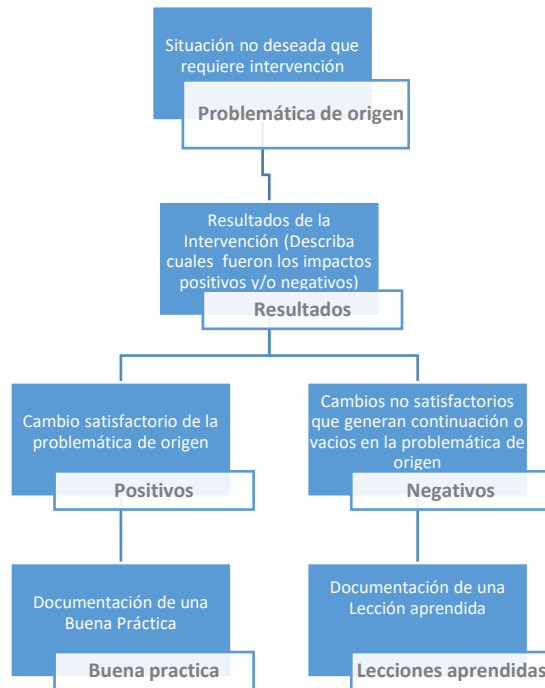 Situación no deseada que
requiere intervención
Problemática de origen
Resultados de la
Intervención (Describa
cuales fueron los impactos
positivos y/o negativos)
Resultados
Cambio satisfactorio de la
problemática de origen
Positivos
Cambios no satisfactorios
que generan continuación o
vacios en la problemática de
origen
Negativos
Documentación de una
Buena Práctica
Buena practica
Documentación de una
Lección aprendida
Lecciones aprendidas